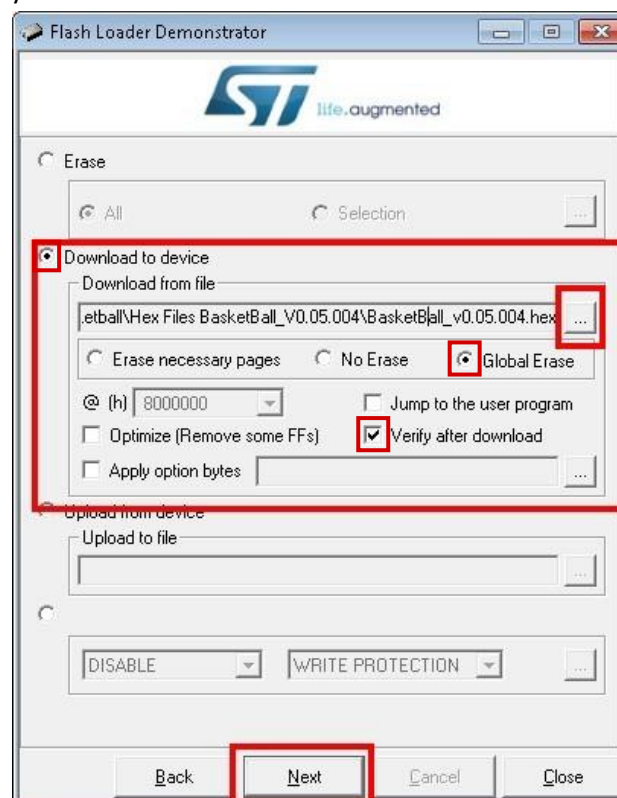 Flash Loader Demonstrator
life.augmented
Erase
All Selection ...
Download to device
Download from file
.etball\Hex Files BasketBall_V0.05.004\BasketBall_v0.05.004.hex ...
Erase necessary pages No Erase Global Erase
@ (h) 8000000 Jump to the user program
Optimize (Remove some FFs) Verify after download
Apply option bytes ...
Upload from device
Upload to file
...
DISABLE WRITE PROTECTION ...
Back Next Cancel Close